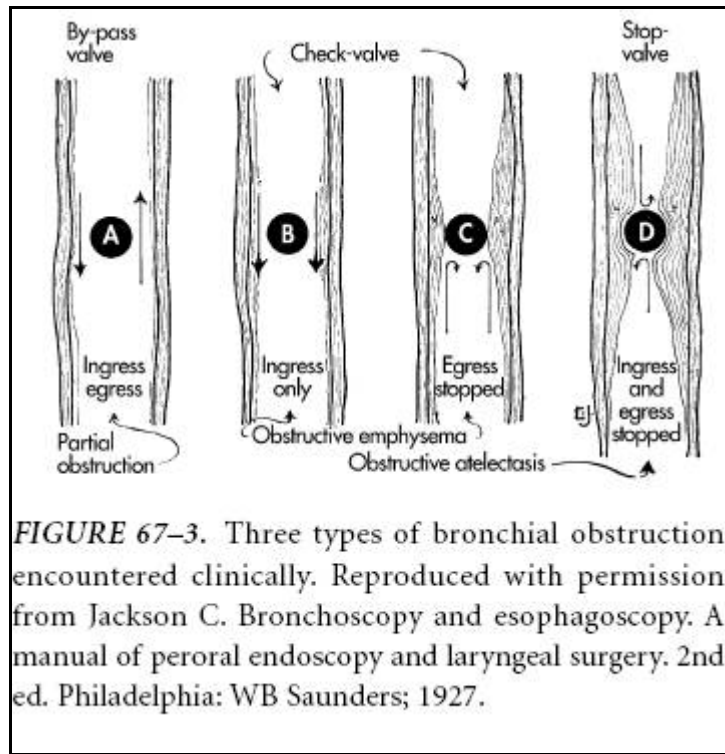 By-pass
valve
Check-valve
Stop-
valve
A
B
C
D
Ingress
egress
Ingress
only
Egress
stopped
Ingress
and
egress
stopped
Partial
obstruction
Obstructive emphysema
Obstructive atelectasis
FIGURE 67–3. Three types of bronchial obstruction
encountered clinically. Reproduced with permission
from Jackson C. Bronchoscopy and esophagoscopy. A
manual of peroral endoscopy and laryngeal surgery. 2nd
ed. Philadelphia: WB Saunders; 1927.